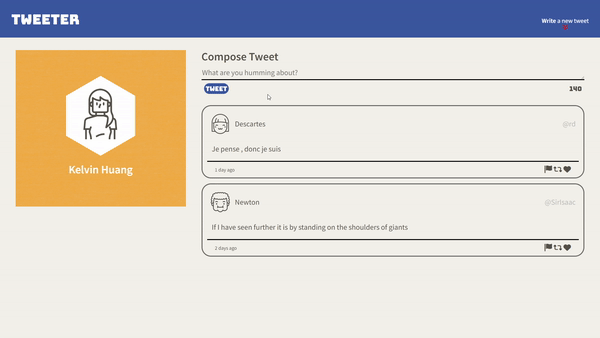 TWEETER
Write a new tweet
Kelvin Huang
Compose Tweet
What are you humming about?
TWEET
140
Descartes
@rd
Je pense , donc je suis
1 day ago
Newton
@SirIsaac
If I have seen further it is by standing on the shoulders of giants
2 days ago